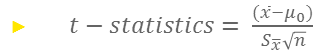 t − statistics = (x̄−μ₀) / S_x̄√n